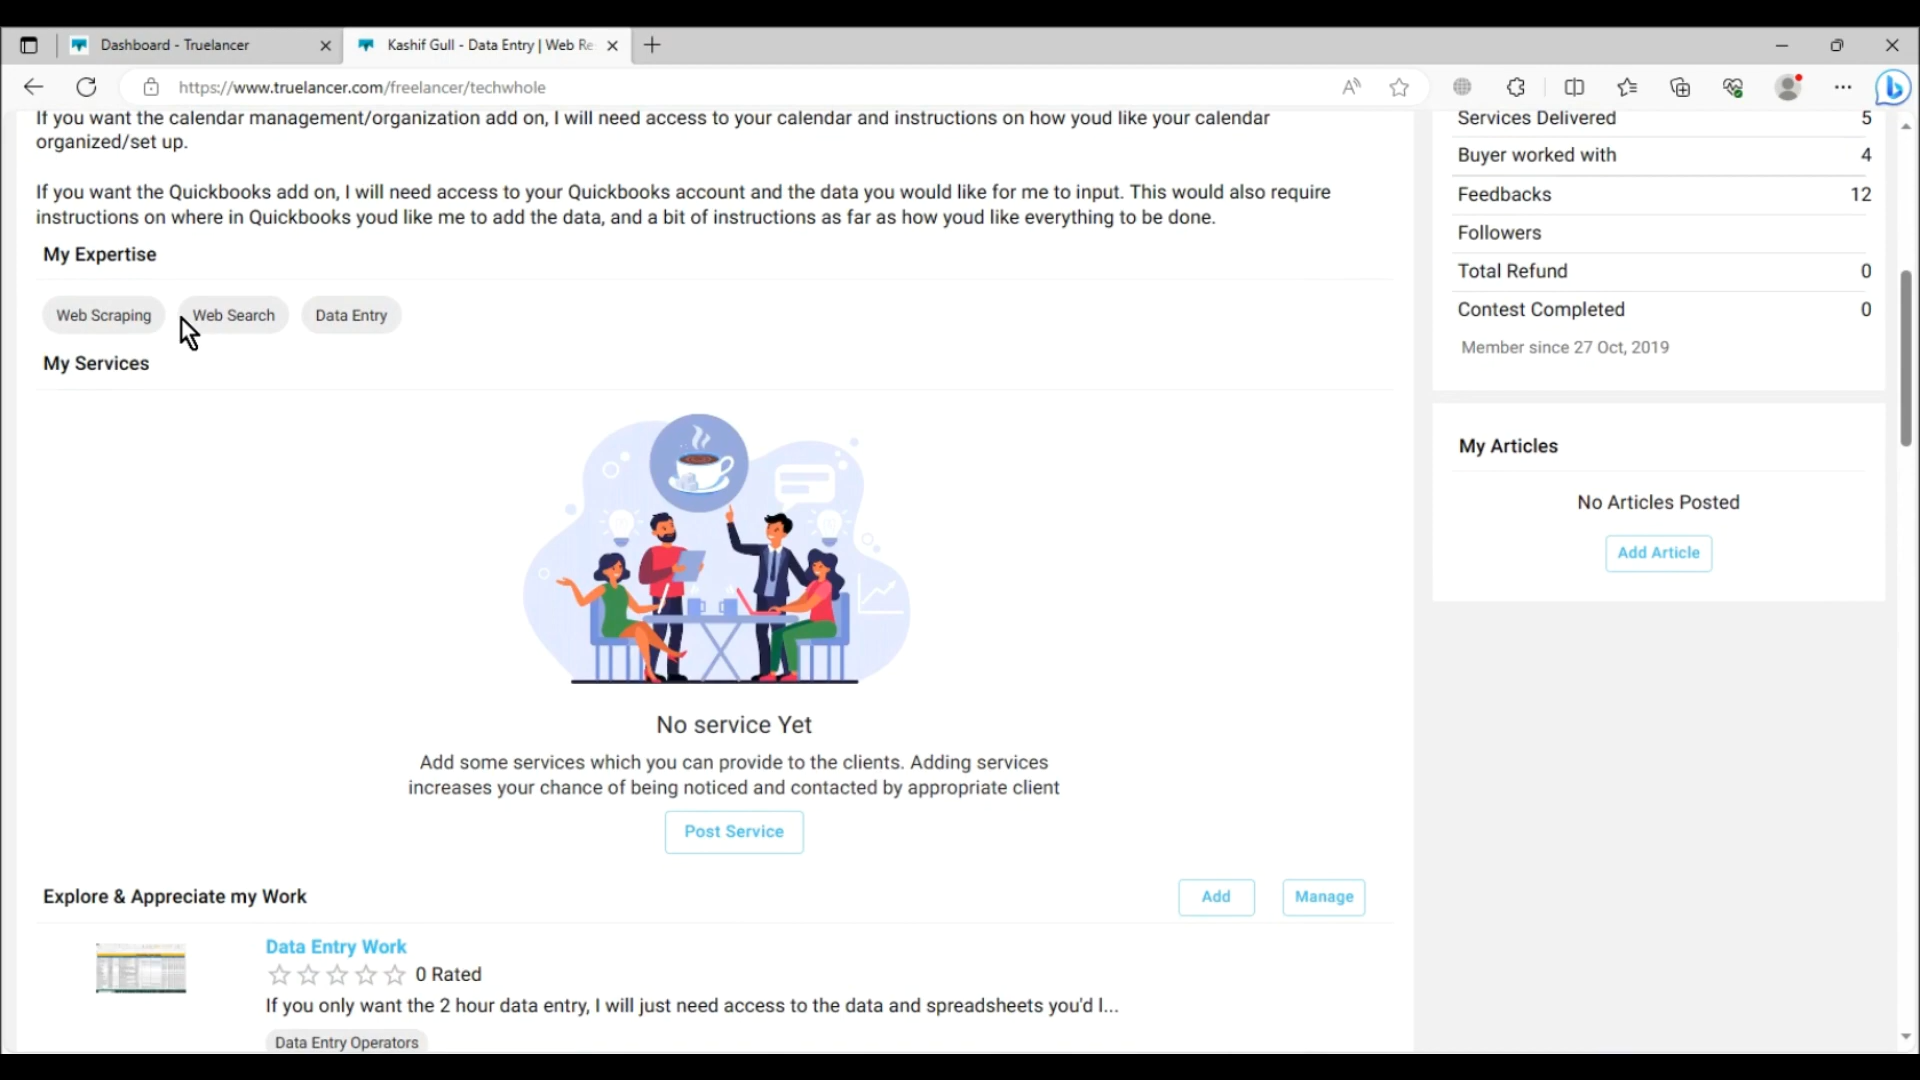 Dashboard - Truelancer
Kashif Gull - Data Entry | Web Re
https://www.truelancer.com/freelancer/techwhole
If you want the calendar management/organization add on, I will need access to your calendar and instructions on how youd like your calendar
organized/set up.
If you want the Quickbooks add on, I will need access to your Quickbooks account and the data you would like for me to input. This would also require
instructions on where in Quickbooks youd like me to add the data, and a bit of instructions as far as how youd like everything to be done.
My Expertise
Web Scraping Web Search Data Entry
My Services
No service Yet
Add some services which you can provide to the clients. Adding services
increases your chance of being noticed and contacted by appropriate client
Post Service
Explore & Appreciate my Work
Add Manage
Data Entry Work
0 Rated
If you only want the 2 hour data entry, I will just need access to the data and spreadsheets you'd l...
Data Entry Operators
Services Delivered 5
Buyer worked with 4
Feedbacks 12
Followers
Total Refund 0
Contest Completed 0
Member since 27 Oct, 2019
My Articles
No Articles Posted
Add Article